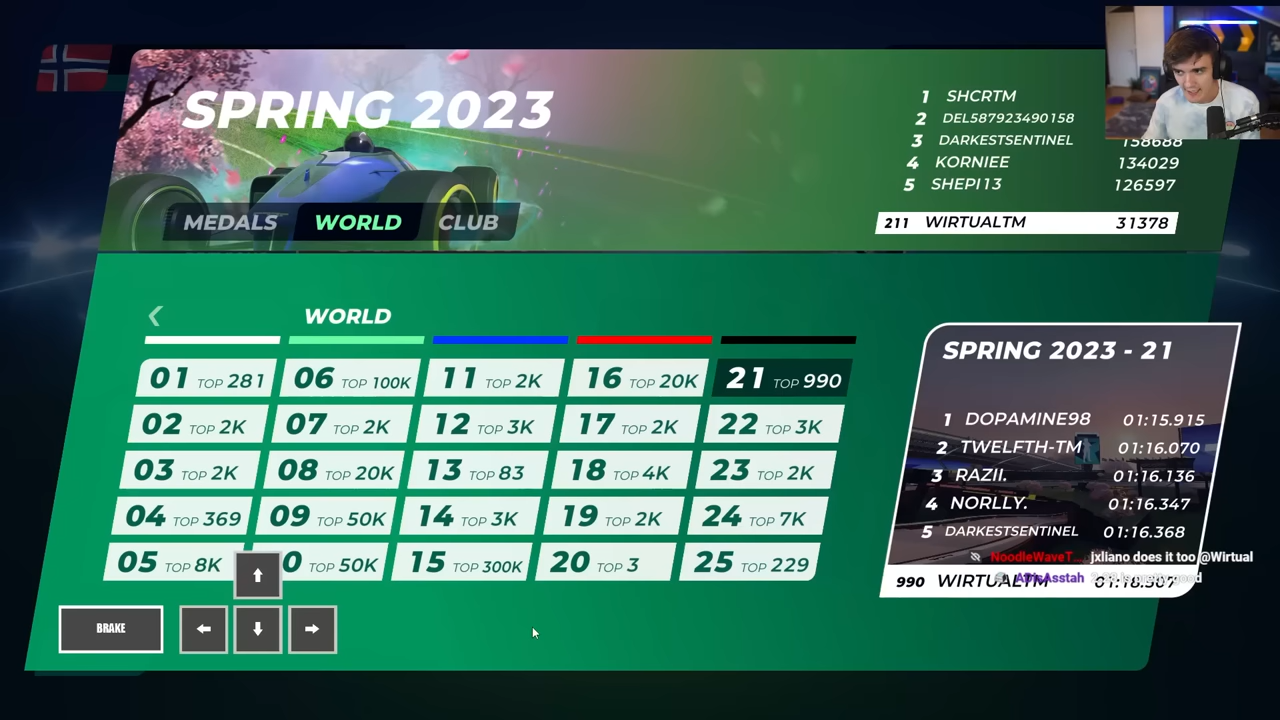 SPRING 2023
MEDALS WORLD CLUB
1 SHCRTM
2 DEL587923490158
3 DARKESTSENTINEL 158688
4 KORNIEE 134029
5 SHEPI13 126597
211 WIRTUALTM 31378
WORLD
01 TOP 281 06 TOP 100K 11 TOP 2K 16 TOP 20K 21 TOP 990
02 TOP 2K 07 TOP 2K 12 TOP 3K 17 TOP 2K 22 TOP 3K
03 TOP 2K 08 TOP 20K 13 TOP 83 18 TOP 4K 23 TOP 2K
04 TOP 369 09 TOP 50K 14 TOP 3K 19 TOP 2K 24 TOP 7K
05 TOP 8K 0 TOP 50K 15 TOP 300K 20 TOP 3 25 TOP 229
BRAKE
SPRING 2023 - 21
1 DOPAMINE98 01:15.915
2 TWELFTH-TM 01:16.070
3 RAZII. 01:16.136
4 NORLLY. 01:16.347
5 DARKESTSENTINEL 01:16.368
NoodleWaveT... jxliano does it too @Wirtual
990 WIRTUALTM 01:18.507